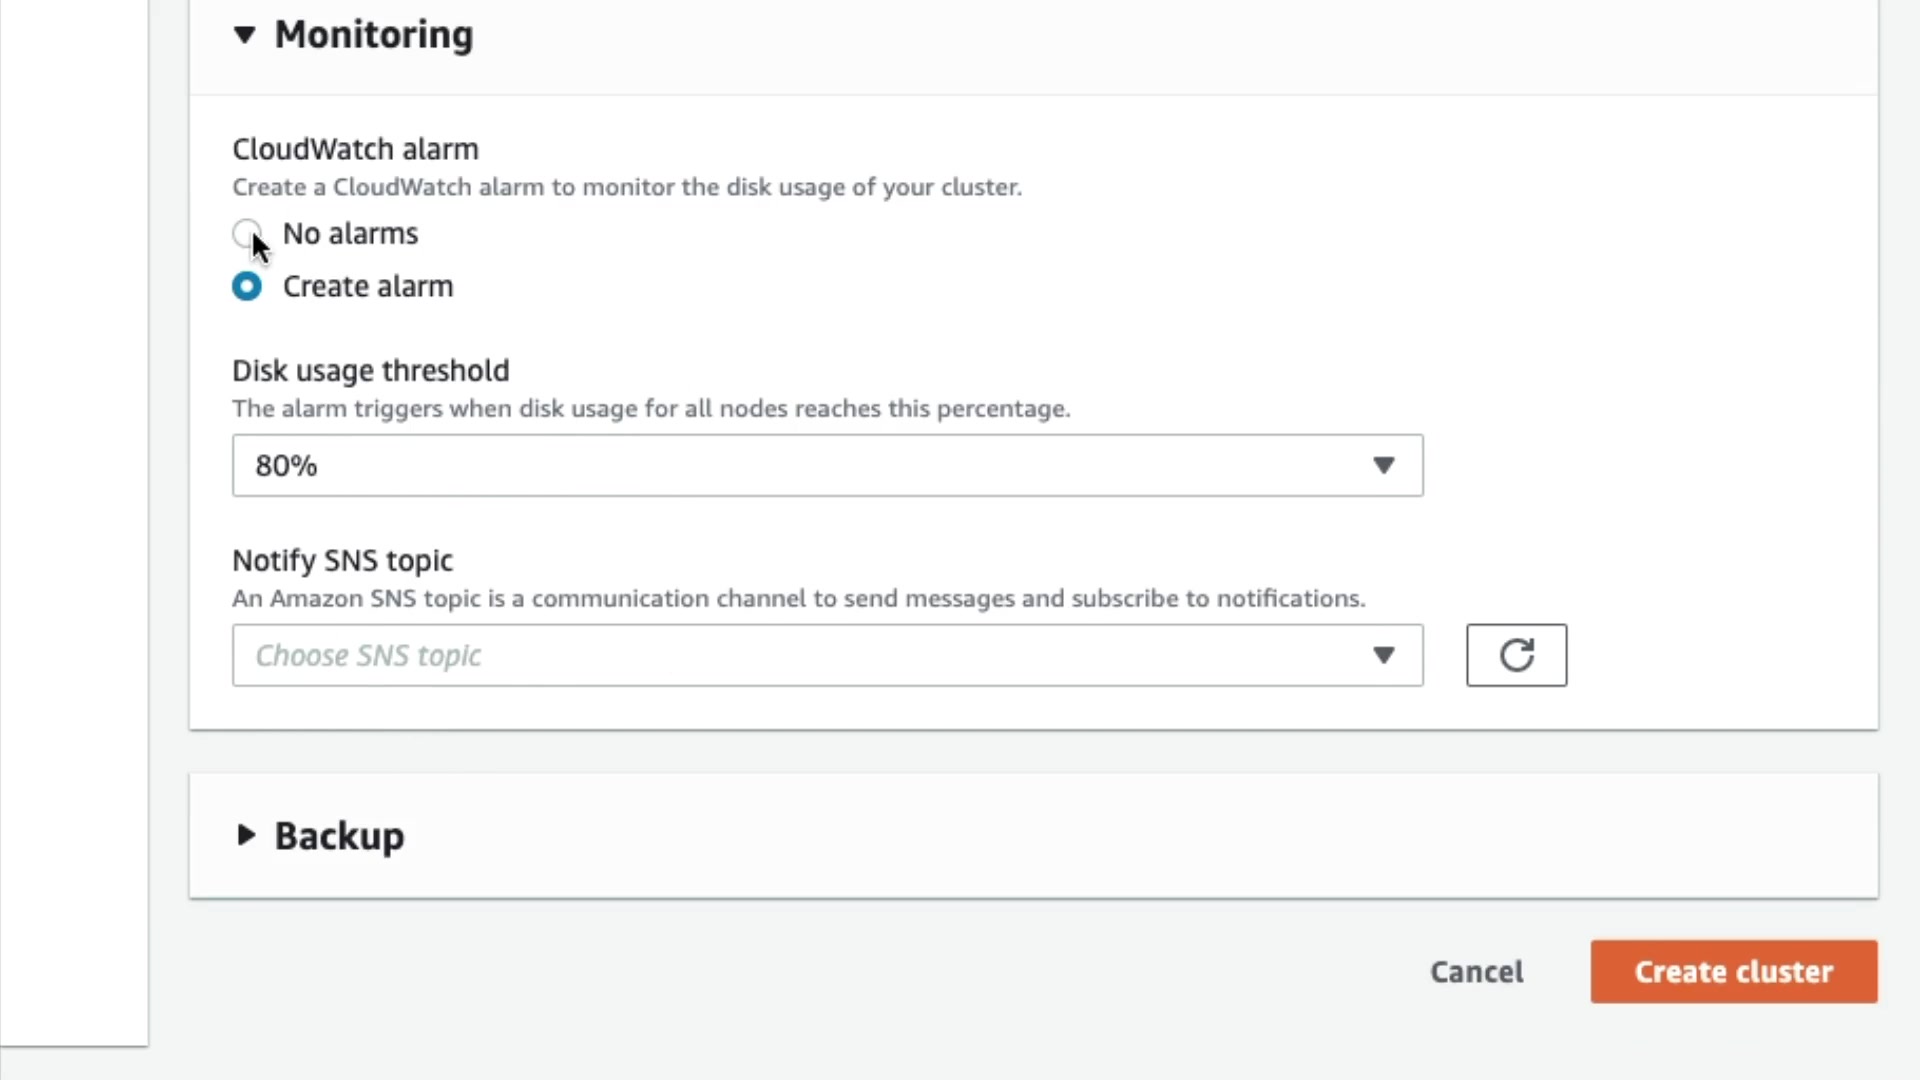 Monitoring
CloudWatch alarm
Create a CloudWatch alarm to monitor the disk usage of your cluster.
No alarms
Create alarm
Disk usage threshold
The alarm triggers when disk usage for all nodes reaches this percentage.
80%
Notify SNS topic
An Amazon SNS topic is a communication channel to send messages and subscribe to notifications.
Choose SNS topic
Backup
Cancel
Create cluster